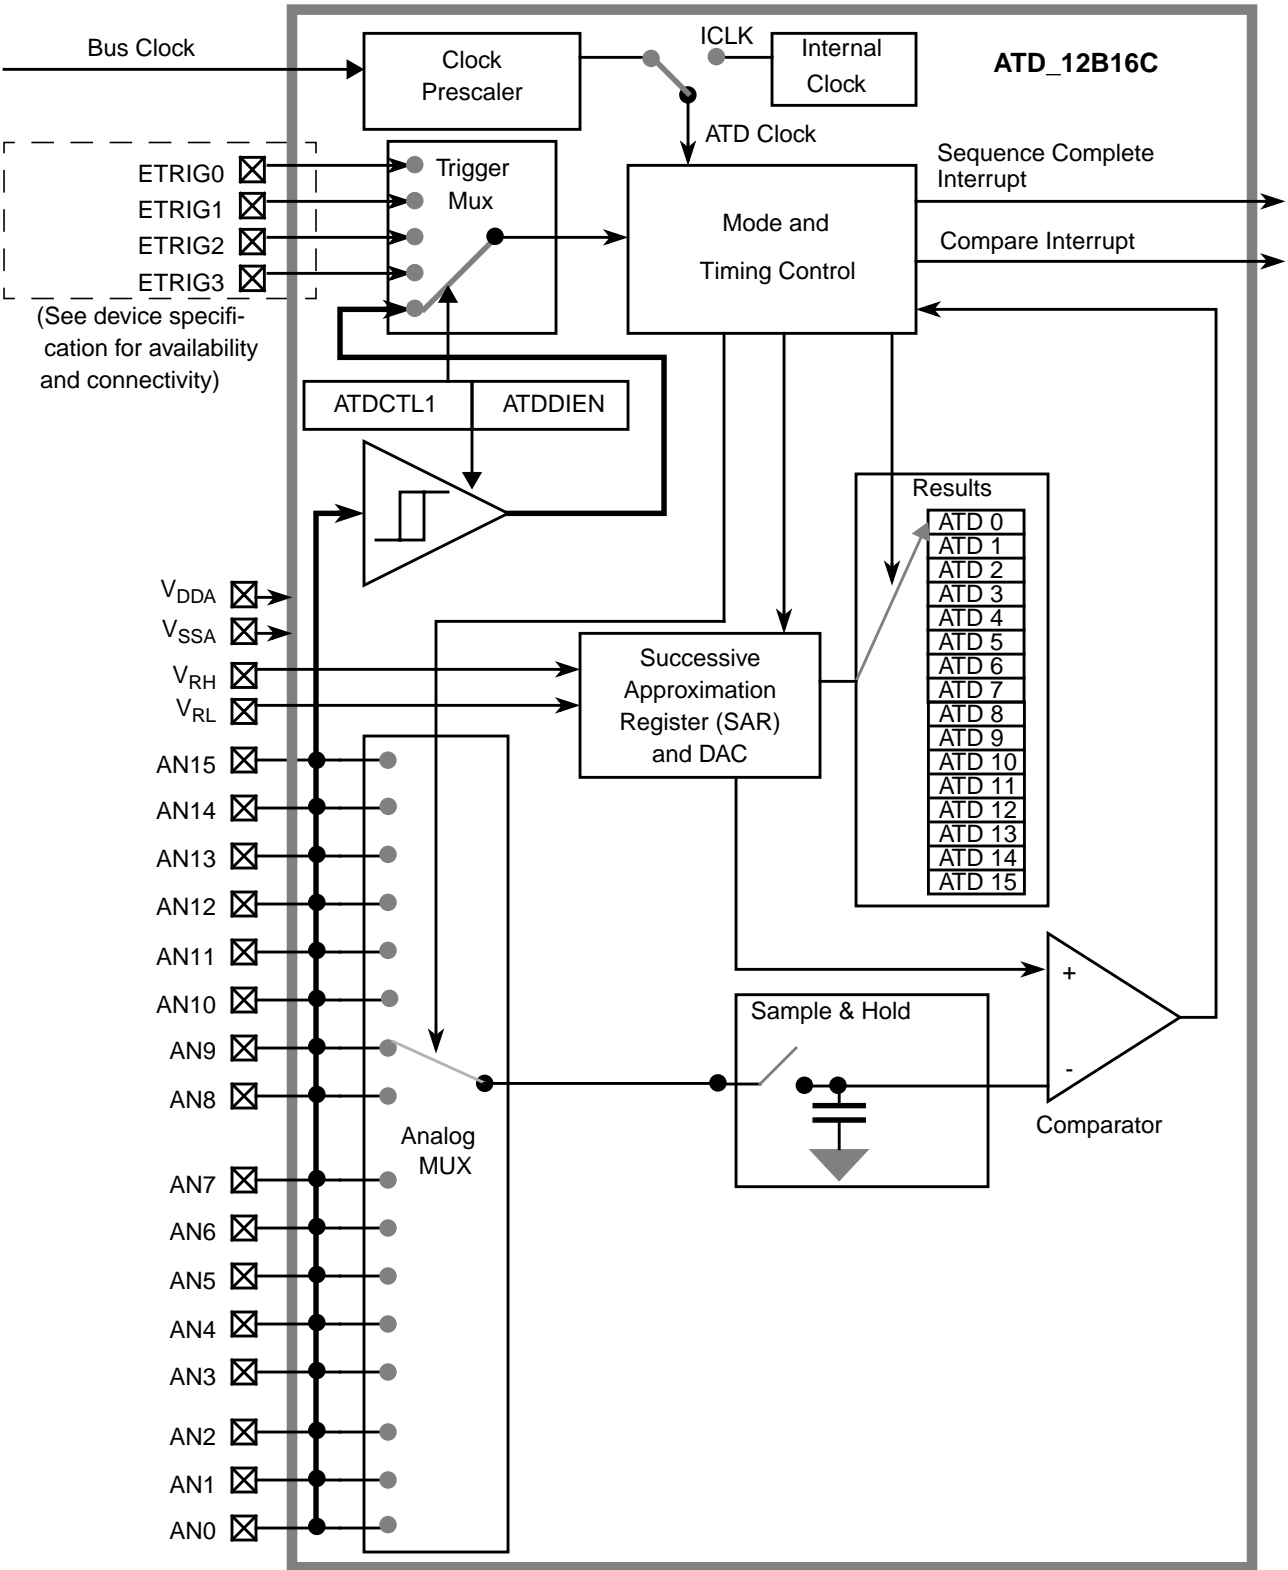 Bus Clock
Clock
Prescaler
ICLK
Internal
Clock
ATD_12B16C
ATD Clock
ETRIG0
ETRIG1
ETRIG2
ETRIG3
(See device specifi-
cation for availability
and connectivity)
Trigger
Mux
Mode and
Timing Control
Sequence Complete
Interrupt
Compare Interrupt
ATDCTL1
ATDDIEN
Results
ATD 0
ATD 1
ATD 2
ATD 3
ATD 4
ATD 5
ATD 6
ATD 7
ATD 8
ATD 9
ATD 10
ATD 11
ATD 12
ATD 13
ATD 14
ATD 15
VDDA
VSSA
VRH
VRL
Successive
Approximation
Register (SAR)
and DAC
AN15
AN14
AN13
AN12
AN11
AN10
AN9
AN8
AN7
AN6
AN5
AN4
AN3
AN2
AN1
AN0
Analog
MUX
Sample & Hold
+
-
Comparator